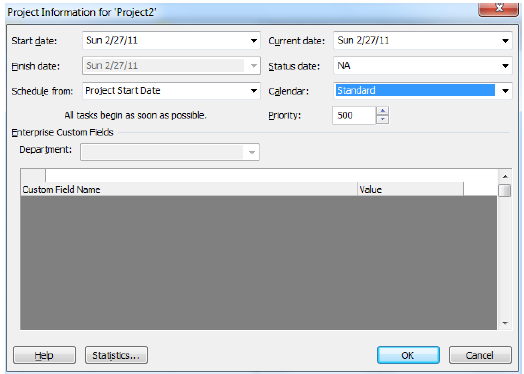 Project Information for 'Project2'
Start date: Sun 2/27/11 Current date: Sun 2/27/11
Finish date: Sun 2/27/11 Status date: NA
Schedule from: Project Start Date Calendar: Standard
All tasks begin as soon as possible. Priority: 500
Enterprise Custom Fields
Department:
Custom Field Name Value
Help Statistics... OK Cancel